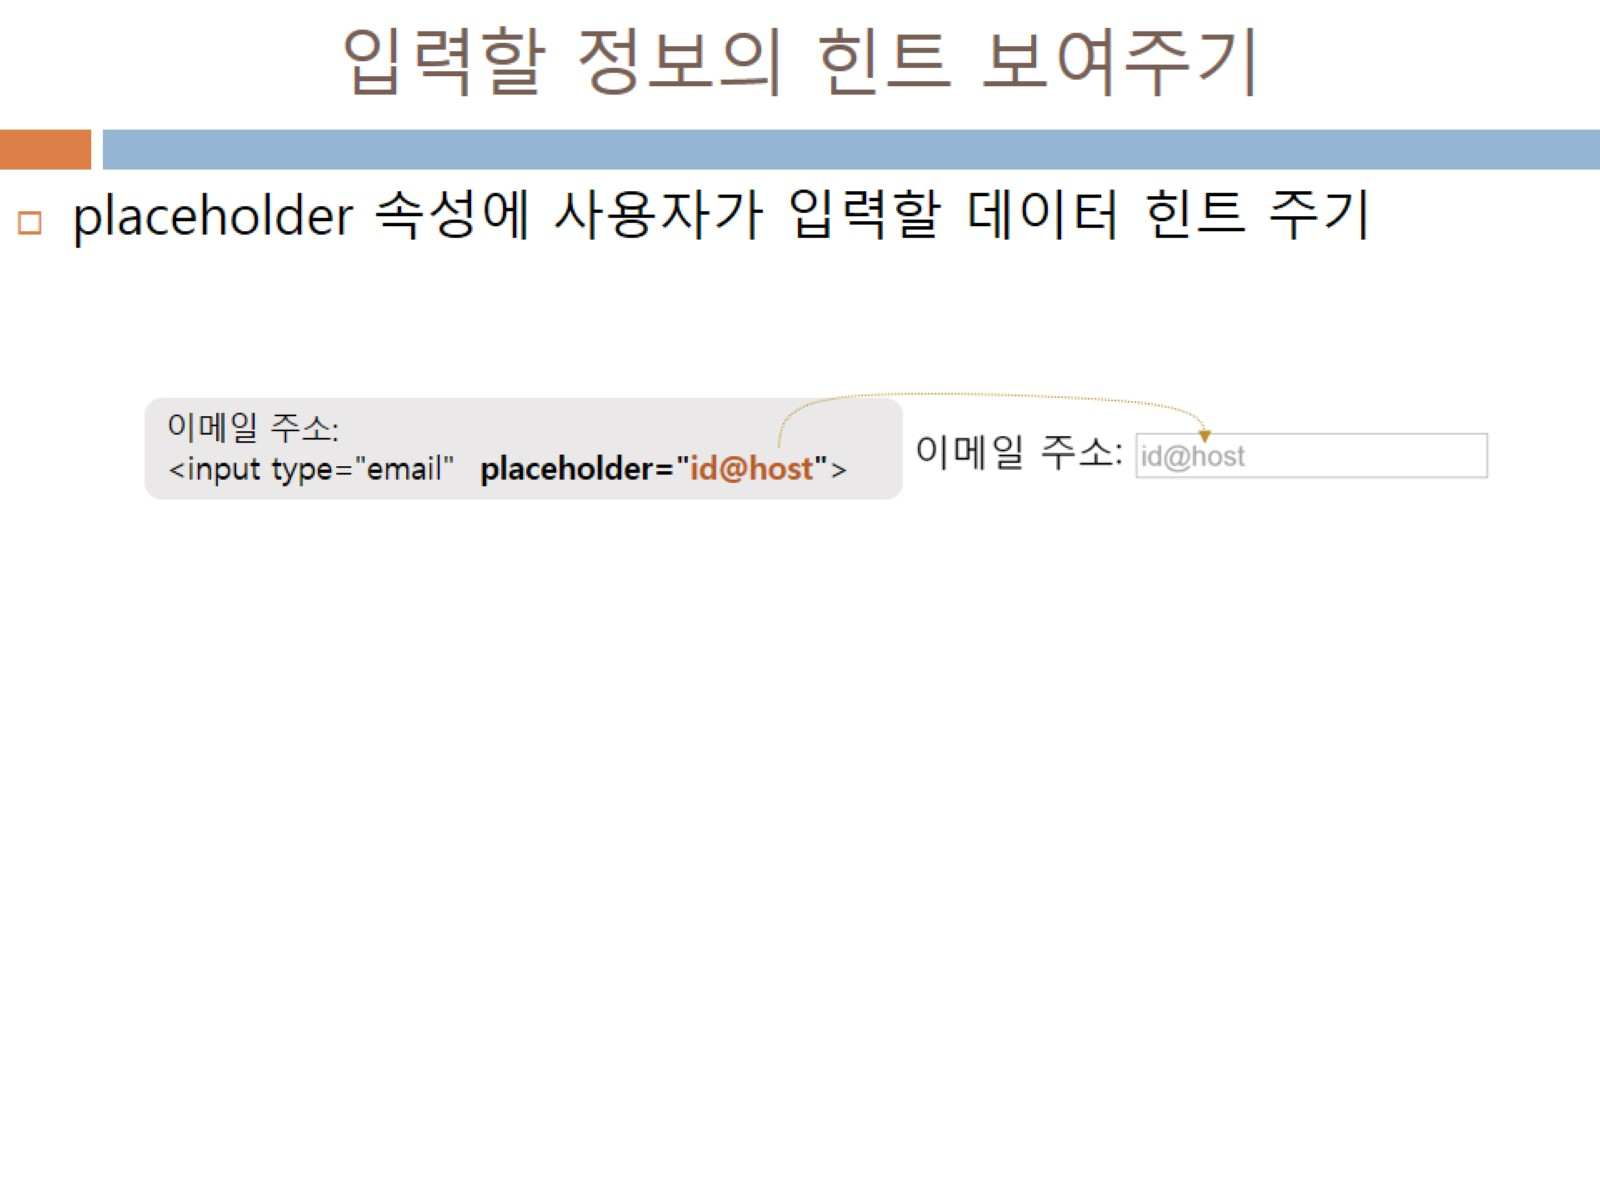 입력할 정보의 힌트 보여주기
placeholder 속성에 사용자가 입력할 데이터 힌트 주기
이메일 주소:
<input type="email" placeholder="id@host">
이메일 주소: id@host